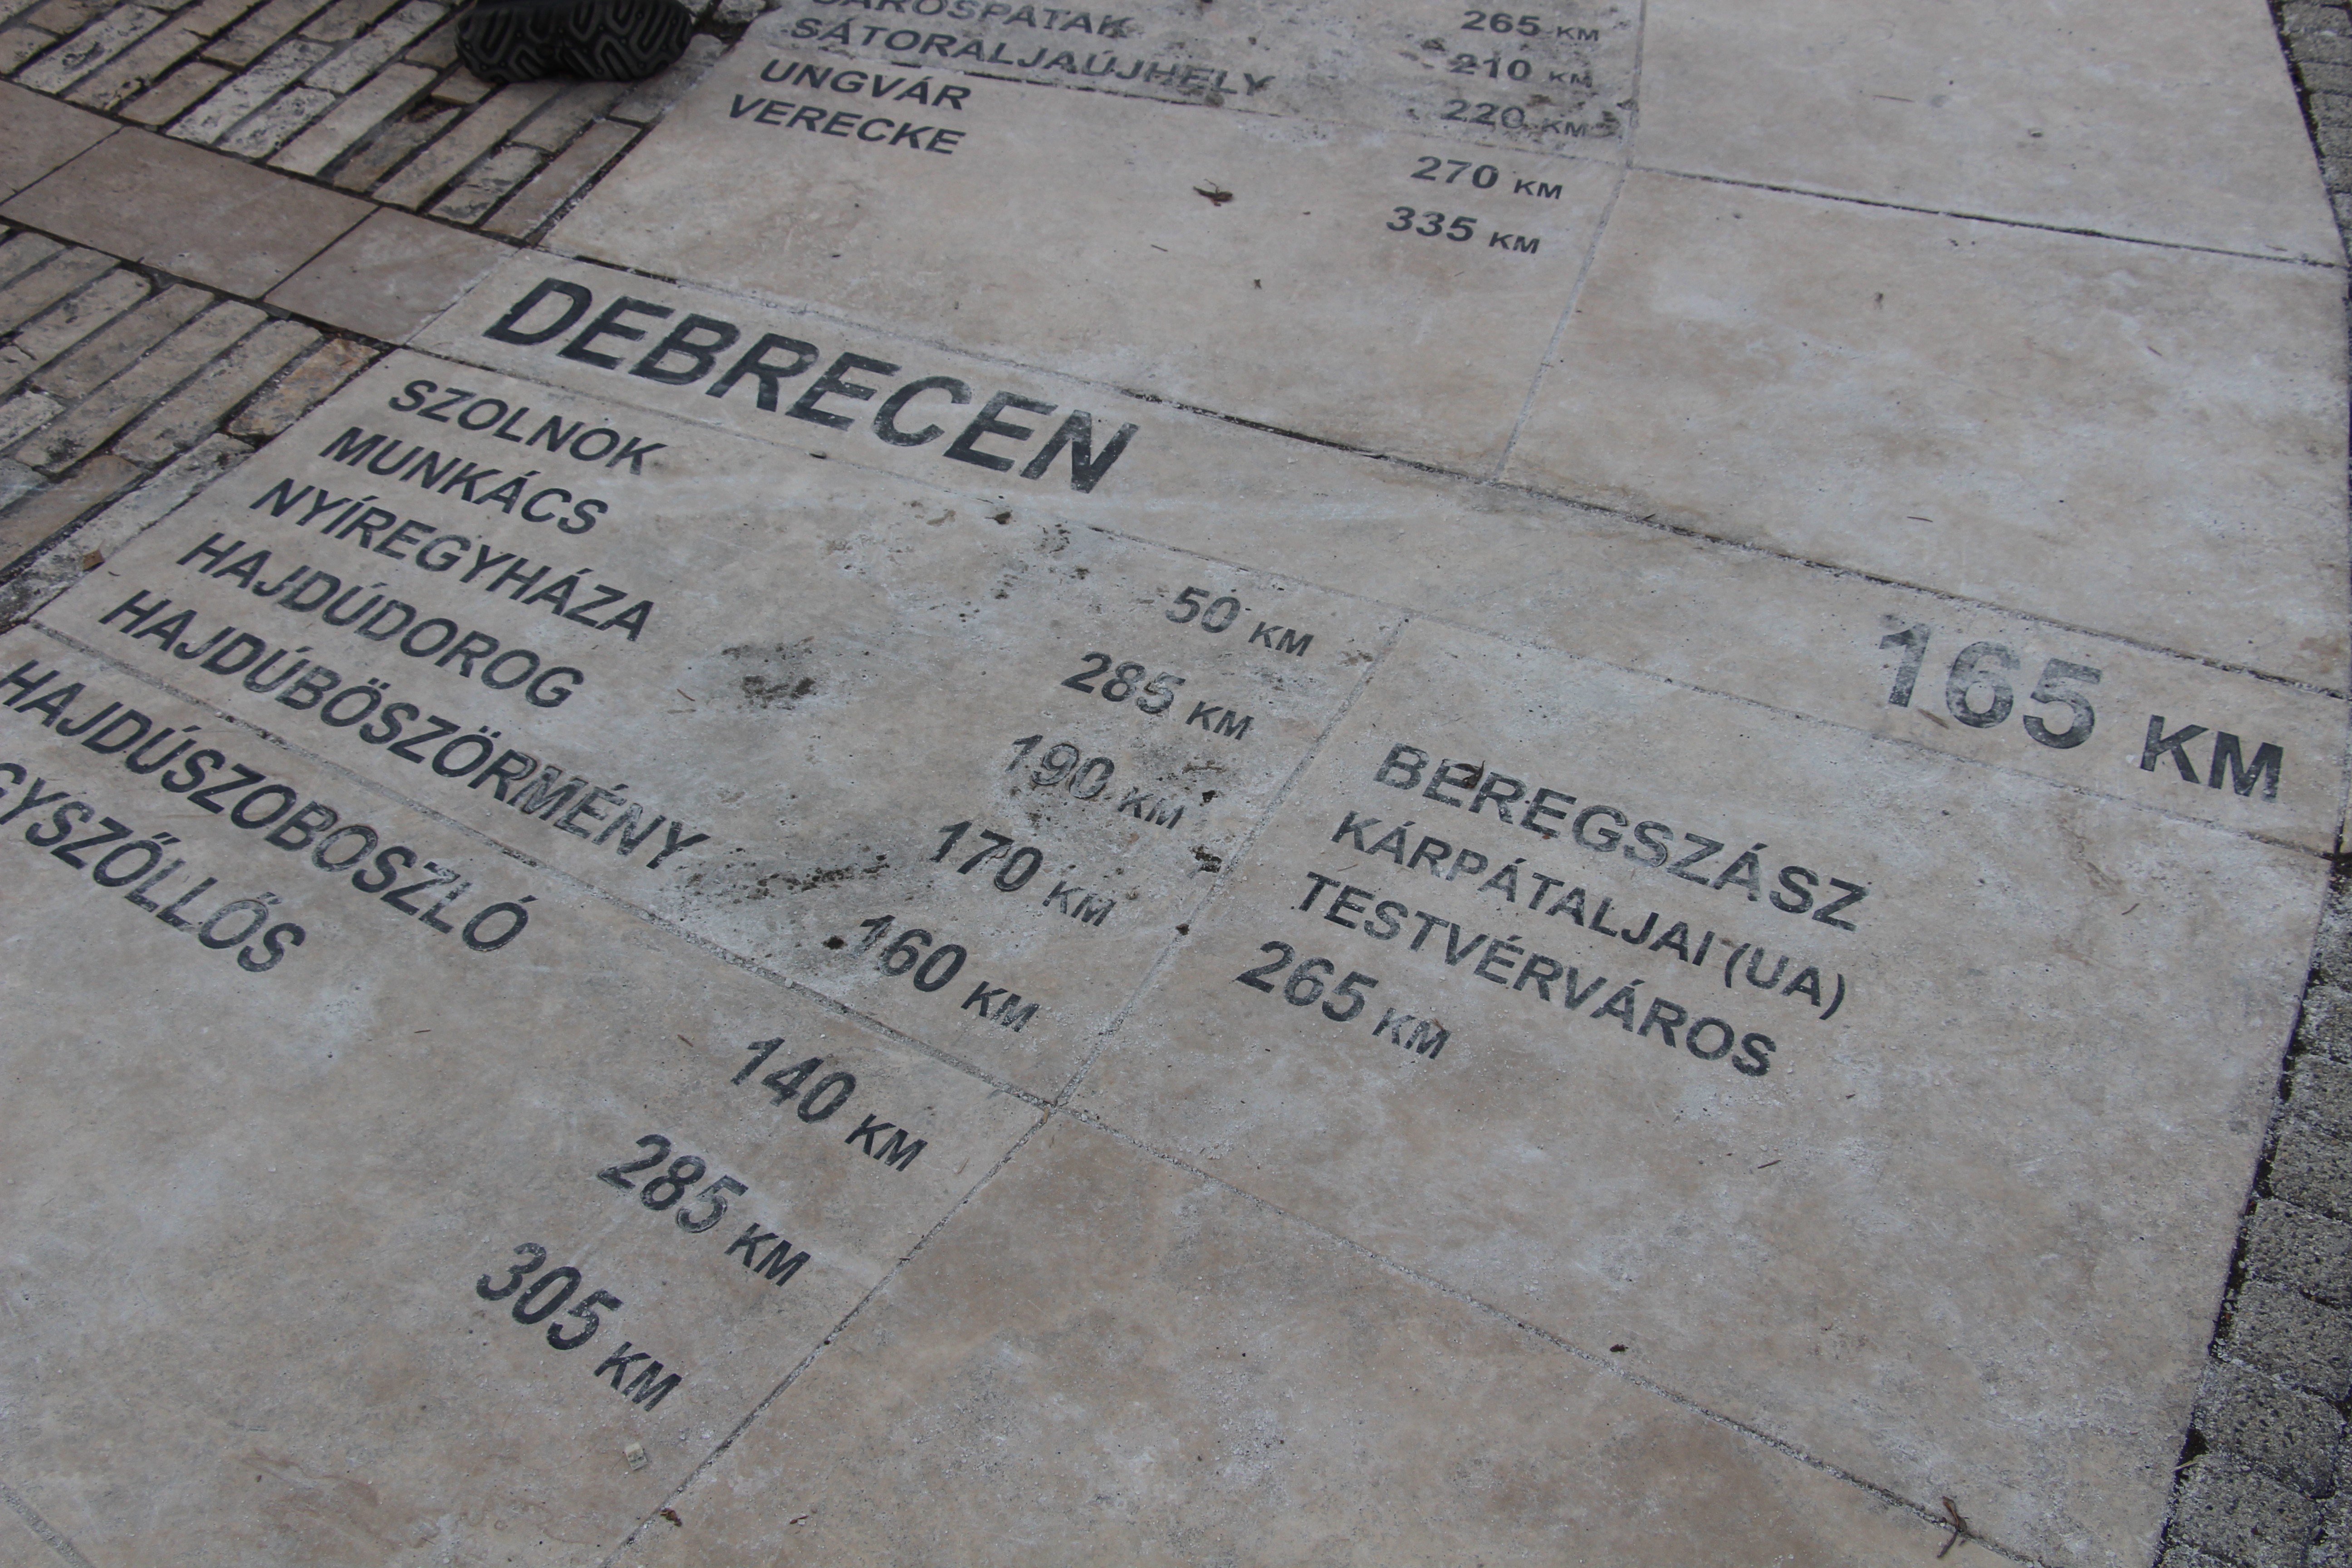 265 KM
SÁROSPATAK 210 KM
SÁTORALJAÚJHELY 220 KM
UNGVÁR 270 KM
VERECKE 335 KM
DEBRECEN 165 KM
SZOLNOK 50 KM
MUNKÁCS 285 KM
NYÍREGYHÁZA 190 KM
HAJDÚDOROG 170 KM
HAJDÚBÖSZÖRMÉNY 160 KM
HAJDÚSZOBOSZLÓ 140 KM
GYSZŐLLŐS 285 KM
305 KM
BEREGSZÁSZ
KÁRPÁTALJAI (UA)
TESTVÉRVÁROS
265 KM